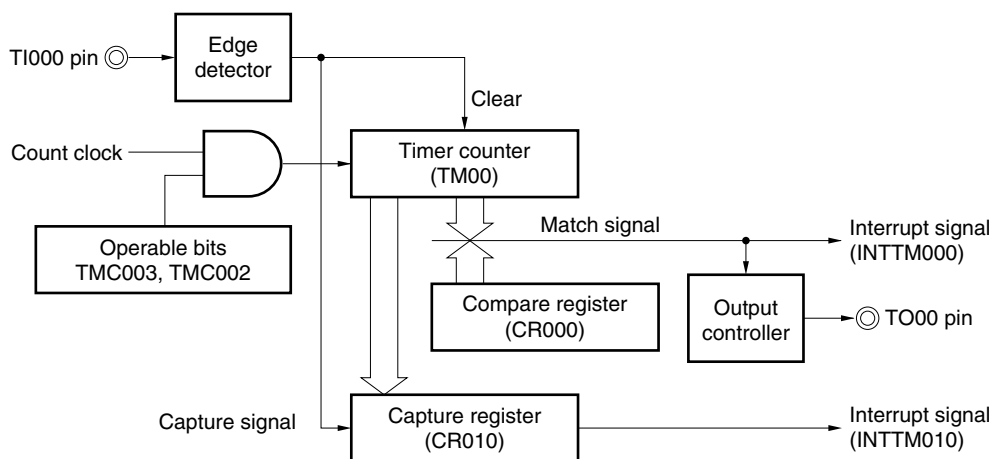 TI000 pin
Edge
detector
Clear
Count clock
Timer counter
(TM00)
Operable bits
TMC003, TMC002
Match signal
Interrupt signal
(INTTM000)
Compare register
(CR000)
Output
controller
TO00 pin
Capture signal
Capture register
(CR010)
Interrupt signal
(INTTM010)